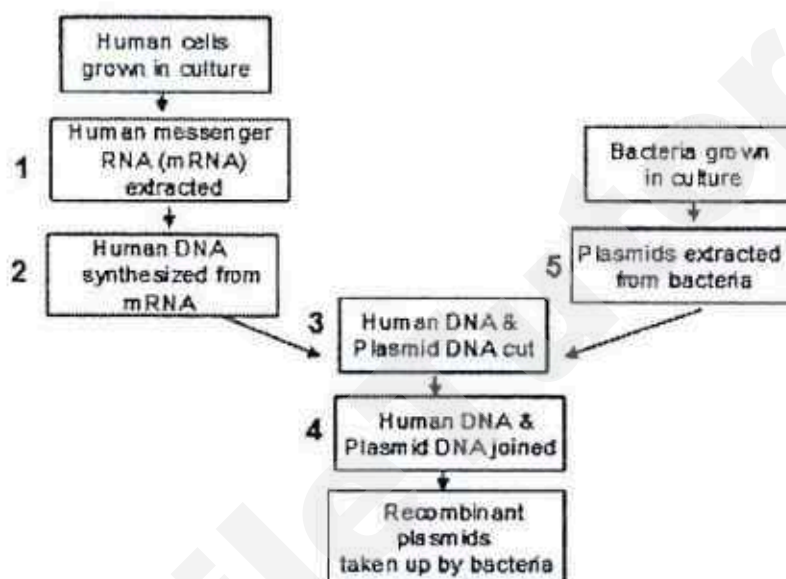 Human cells
grown in culture
1
Human messenger
RNA (mRNA)
extracted
2
Human DNA
synthesized from
mRNA
Bacteria grown
in culture
5
Plasmids extracted
from bacteria
3
Human DNA &
Plasmid DNA cut
4
Human DNA &
Plasmid DNA joined
Recombinant
plasmids
taken up by bacteria